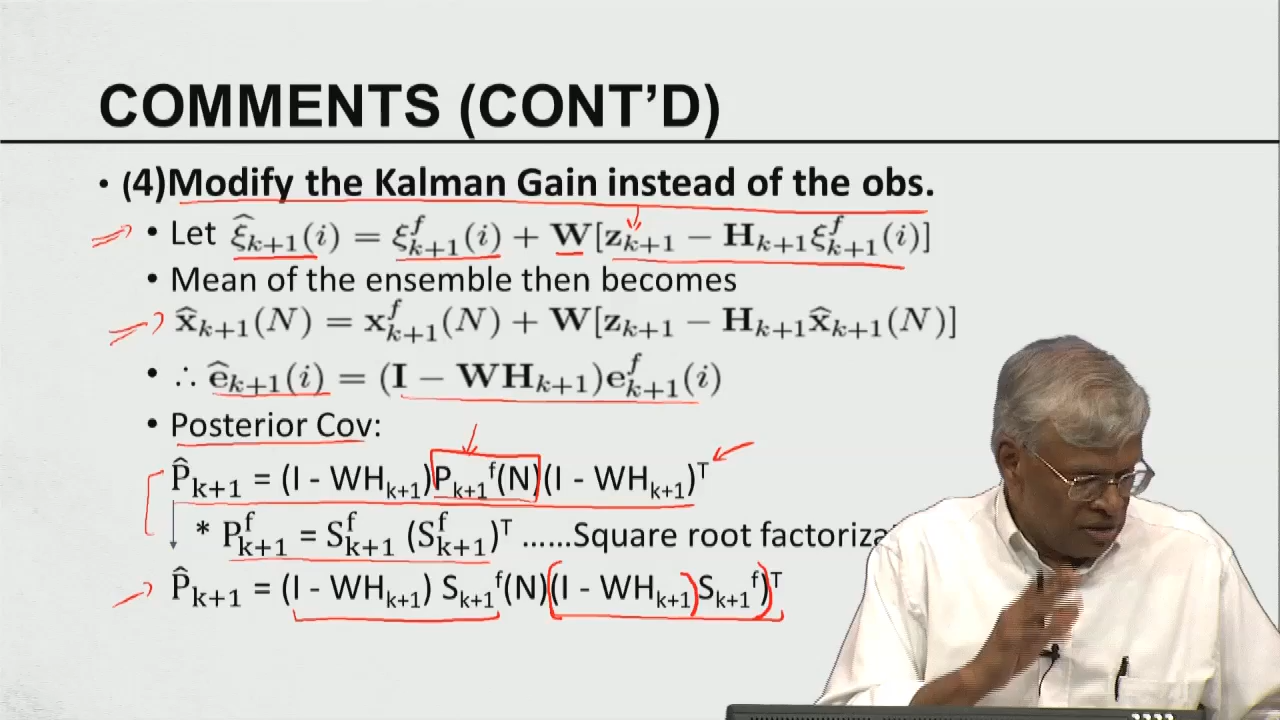 COMMENTS (CONT'D)
• (4)Modify the Kalman Gain instead of the obs.
• Let ξ̂ₖ₊₁(i) = ξᶠₖ₊₁(i) + W[zₖ₊₁ − Hₖ₊₁ξᶠₖ₊₁(i)]
• Mean of the ensemble then becomes
x̂ₖ₊₁(N) = xᶠₖ₊₁(N) + W[zₖ₊₁ − Hₖ₊₁x̂ₖ₊₁(N)]
• ∴ êₖ₊₁(i) = (I − WHₖ₊₁)eᶠₖ₊₁(i)
• Posterior Cov:
P̂ₖ₊₁ = (I - WHₖ₊₁)Pₖ₊₁ᶠ(N)(I - WHₖ₊₁)ᵀ
* Pᶠₖ₊₁ = Sᶠₖ₊₁ (Sᶠₖ₊₁)ᵀ ......Square root
P̂ₖ₊₁ = (I - WHₖ₊₁) Sₖ₊₁ᶠ(N)(I - WHₖ₊₁)Sₖ₊₁ᶠ)ᵀ